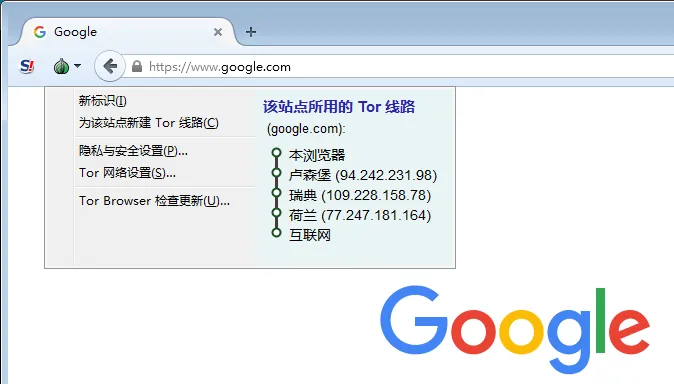 Google
S!
https://www.google.com
新标识(I)
为该站点新建 Tor 线路(C)
隐私与安全设置(P)...
Tor 网络设置(S)...
Tor Browser 检查更新(U)...
该站点所用的 Tor 线路
(google.com):
本浏览器
卢森堡 (94.242.231.98)
瑞典 (109.228.158.78)
荷兰 (77.247.181.164)
互联网
Google